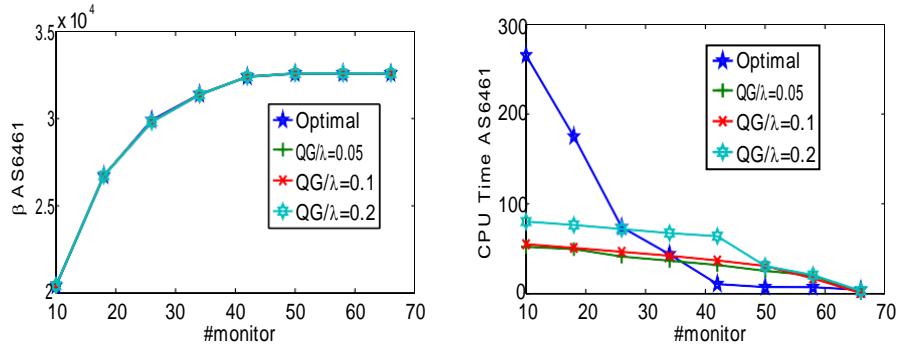 x 10⁴
3.5
3
2.5
2
β AS6461
10 20 30 40 50 60 70
#monitor
Optimal
QG/λ=0.05
QG/λ=0.1
QG/λ=0.2
300
200
100
0
CPU Time AS6461
10 20 30 40 50 60 70
#monitor
Optimal
QG/λ=0.05
QG/λ=0.1
QG/λ=0.2